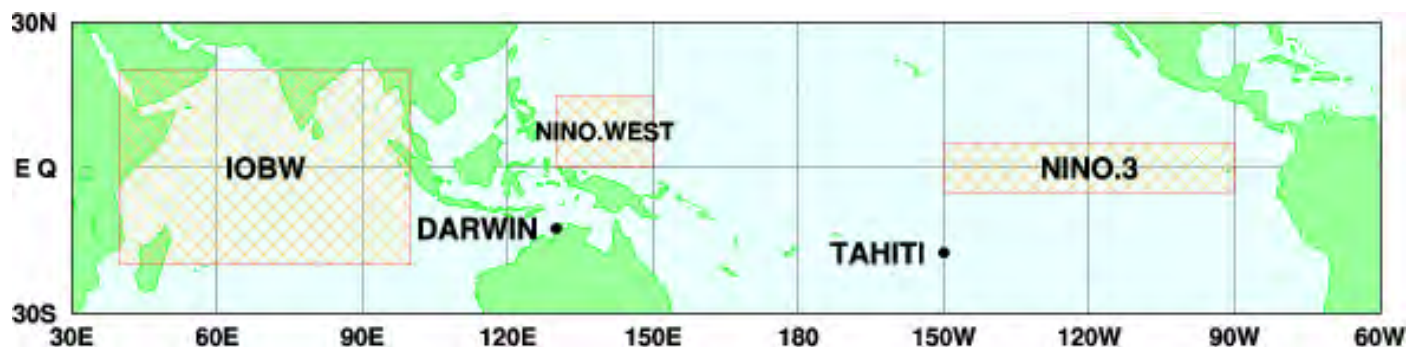 30N
NINO.WEST
E Q
IOBW
NINO.3
DARWIN
TAHITI
30S
30E 60E 90E 120E 150E 180 150W 120W 90W 60W